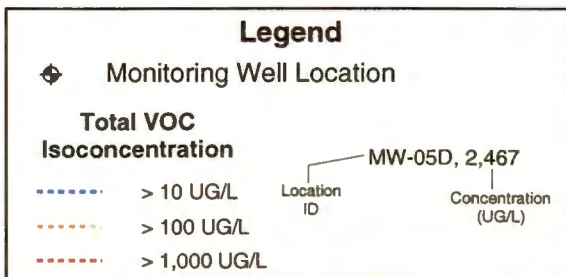 Legend
Monitoring Well Location
Total VOC
Isoconcentration
> 10 UG/L
> 100 UG/L
> 1,000 UG/L
MW-05D, 2,467
Location
ID
Concentration
(UG/L)